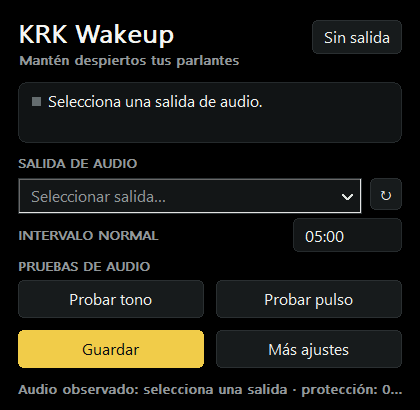 KRK Wakeup
Sin salida
Mantén despiertos tus parlantes
Selecciona una salida de audio.
SALIDA DE AUDIO
Seleccionar salida...
INTERVALO NORMAL
05:00
PRUEBAS DE AUDIO
Probar tono
Probar pulso
Guardar
Más ajustes
Audio observado: selecciona una salida · protección: 0...